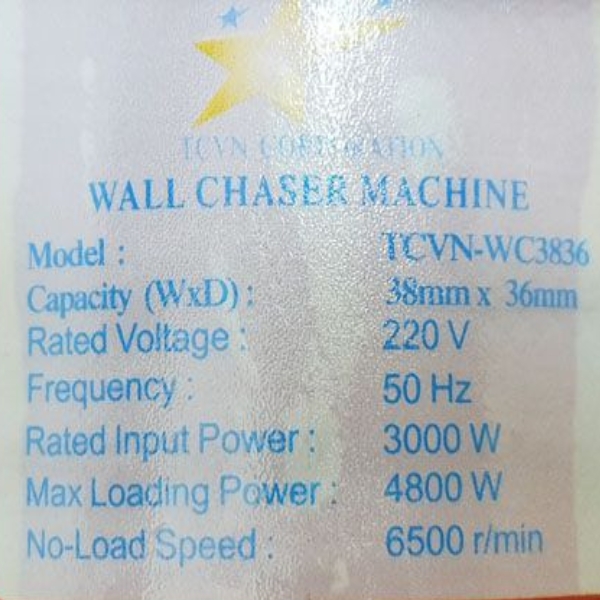 TCVN CORPORATION
WALL CHASER MACHINE
Model : TCVN-WC3836
Capacity (WxD) : 38mm x 36mm
Rated Voltage : 220 V
Frequency : 50 Hz
Rated Input Power : 3000 W
Max Loading Power : 4800 W
No-Load Speed : 6500 r/min